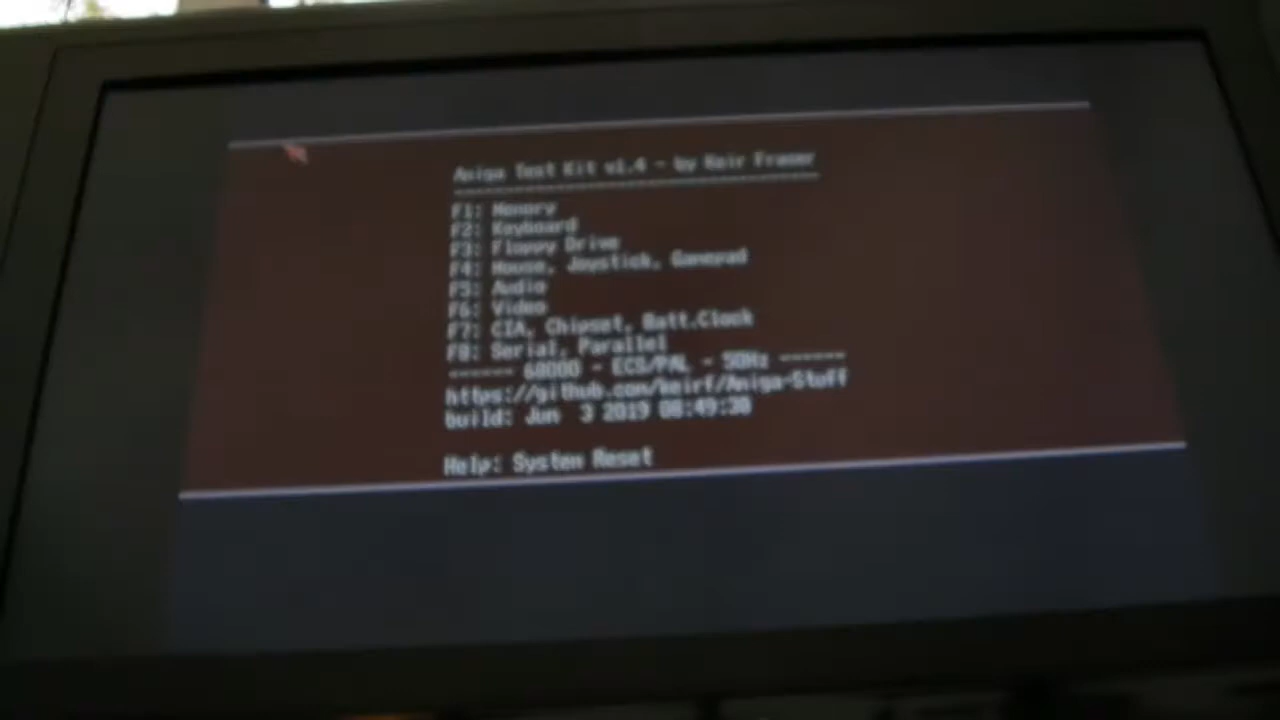 Amiga Test Kit v1.4 - by Keir Fraser
------------------------------------
F1: Memory
F2: Keyboard
F3: Floppy Drive
F4: Mouse, Joystick, Gamepad
F5: Audio
F6: Video
F7: CIA, Chipset, Batt.Clock
F8: Serial, Parallel
------ 68000 - ECS/PAL - 50Hz ------
https://github.com/keirf/Amiga-Stuff
build: Jun  3 2019 08:49:30
Help: System Reset